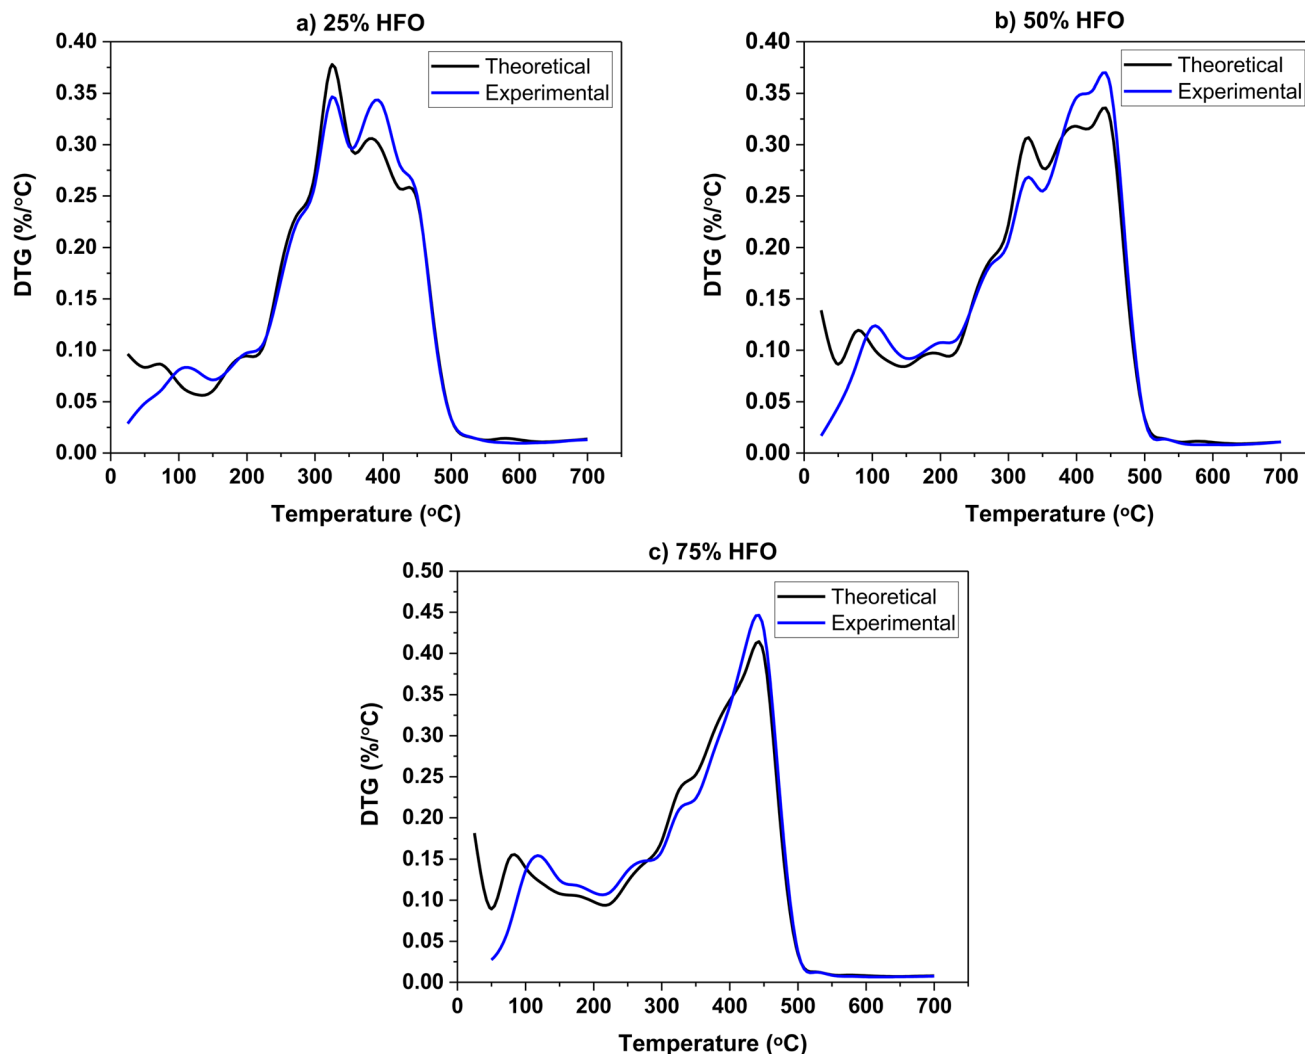 a) 25% HFO
0.40
0.35
0.30
0.25
0.20
0.15
0.10
0.05
0.00
DTG (%/°C)
Theoretical
Experimental
0 100 200 300 400 500 600 700
Temperature (°C)
b) 50% HFO
0.40
0.35
0.30
0.25
0.20
0.15
0.10
0.05
0.00
DTG (%/°C)
Theoretical
Experimental
0 100 200 300 400 500 600 700
Temperature (°C)
c) 75% HFO
0.50
0.45
0.40
0.35
0.30
0.25
0.20
0.15
0.10
0.05
0.00
DTG (%/°C)
Theoretical
Experimental
0 100 200 300 400 500 600 700
Temperature (°C)